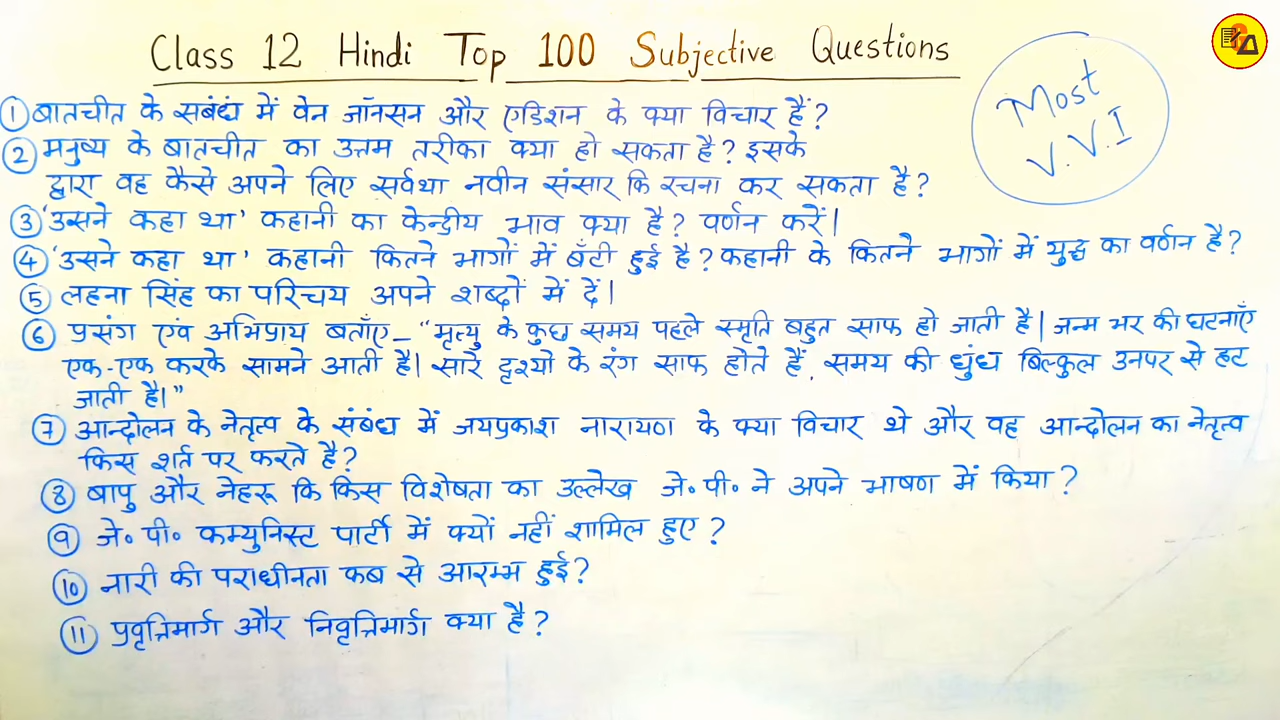 Class 12 Hindi Top 100 Subjective Questions
Most
V.V.I
① बातचीत के सबंधं में वेन जॉनसन और एडिशन के क्या विचार हैं?
② मनुष्य के बातचीत का उत्तम तरीका क्या हो सकता है? इसके
द्वारा वह कैसे अपने लिए सर्वथा नवीन संसार कि रचना कर सकता है?
③ 'उसने कहा था' कहानी का केन्द्रीय भाव क्या है? वर्णन करें।
④ 'उसने कहा था' कहानी कितने भागों में बँटी हुई है? कहानी के कितने भागों में युद्ध का वर्णन है?
⑤ लहना सिंह का परिचय अपने शब्दों में दें।
⑥ प्रसंग एवं अभिप्राय बताएँ– “मृत्यु के कुछ समय पहले स्मृति बहुत साफ हो जाती है। जन्म भर की घटनाएँ
एक-एक करके सामने आती है। सारे दृश्यो के रंग साफ होते हैं, समय की धुंध बिल्कुल उनपर से हट
जाती है।”
⑦ आन्दोलन के नेतृत्व के संबंध में जयप्रकाश नारायण के क्या विचार थे और वह आन्दोलन का नेतृत्व
किस शर्त पर करते है?
⑧ बापु और नेहरू कि किस विशेषता का उल्लेख जे॰ पी॰ ने अपने भाषण में किया?
⑨ जे॰ पी॰ कम्युनिस्ट पार्टी में क्यों नहीं शामिल हुए?
⑩ नारी की पराधीनता कब से आरम्भ हुई?
⑪ प्रवृत्तिमार्ग और निवृत्तिमार्ग क्या है?